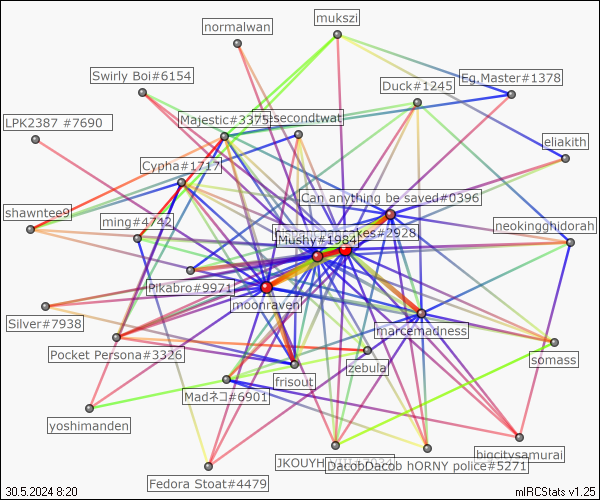 mukszi
normalwan
Swirly Boi#6154
Eg.Master#1378
Duck#1245
LPK2387 #7690
Majestic#3375
secondtwat
eliakith
Cypha#1717
Can anything be saved#0396
shawntee9
ming#4742
neokingghidorah
kes#2928
Mushy#1984
Pikabro#9971
moonraven
Silver#7938
marcemadness
Pocket Persona#3326
somass
zebula
frisout
Madネコ#6901
yoshimanden
bigcitysamurai
JKOUYH
DacobDacob hORNY police#5271
Fedora Stoat#4479
30.5.2024 8:20
mIRCStats v1.25